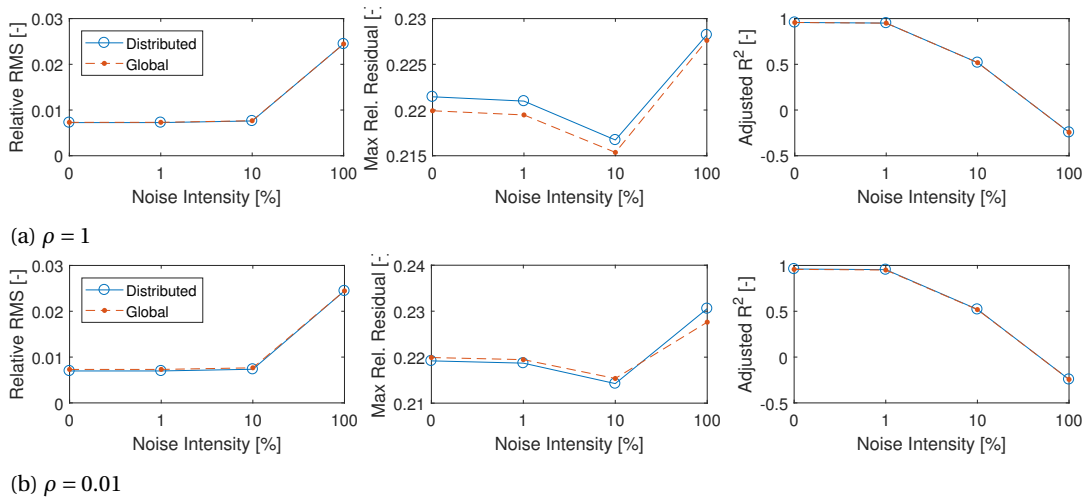 Relative RMS [-]
0.03
0.02
0.01
0
Distributed
Global
0 1 10 100
Noise Intensity [%]
Max Rel. Residual [-]
0.23
0.225
0.22
0.215
0 1 10 100
Noise Intensity [%]
Adjusted R² [-]
1
0.5
0
-0.5
0 1 10 100
Noise Intensity [%]
(a) ρ = 1
Relative RMS [-]
0.03
0.02
0.01
0
Distributed
Global
0 1 10 100
Noise Intensity [%]
Max Rel. Residual [-]
0.24
0.23
0.22
0.21
0 1 10 100
Noise Intensity [%]
Adjusted R² [-]
1
0.5
0
-0.5
0 1 10 100
Noise Intensity [%]
(b) ρ = 0.01